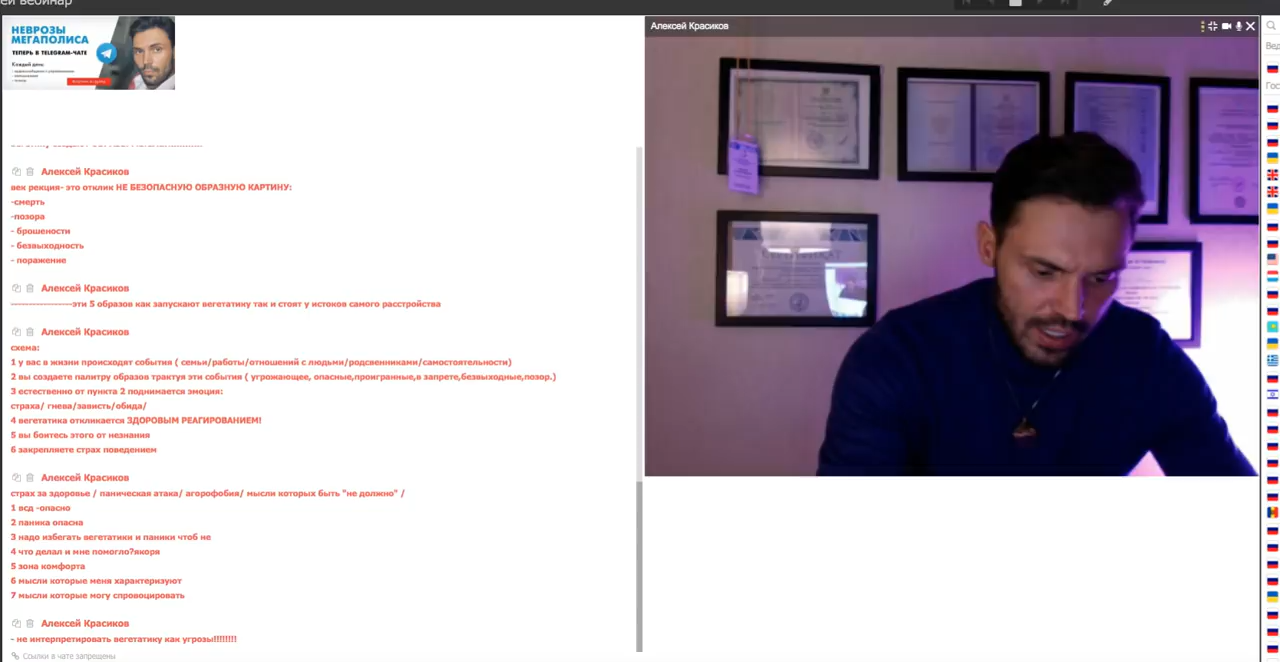 ей вебинар
НЕВРОЗЫ
МЕГАПОЛИСА
ТЕПЕРЬ В TELEGRAM-ЧАТЕ
Каждый день:
Алексей Красиков
век рекция- это отклик НЕ БЕЗОПАСНУЮ ОБРАЗНУЮ КАРТИНУ:
-смерть
-позора
- брошености
- безвыходность
- поражение
Алексей Красиков
------------------эти 5 образов как запускают вегетатику так и стоят у истоков самого расстройства
Алексей Красиков
схема:
1 у вас в жизни происходят события ( семьи/работы/отношений с людьми/родсвенниками/самостоятельности)
2 вы создаете палитру образов трактуя эти события ( угрожающее, опасные,проигранные,в запрете,безвыходные,позор.)
3 естественно от пункта 2 поднимается эмоция:
страха/ гнева/зависть/обида/
4 вегетатика откликается ЗДОРОВЫМ РЕАГИРОВАНИЕМ!
5 вы боитесь этого от незнания
6 закрепляете страх поведением
Алексей Красиков
страх за здоровье / паническая атака/ агорофобия/ мысли которых быть "не должно" /
1 всд -опасно
2 паника опасна
3 надо избегать вегетатики и паники чтоб не
4 что делал и мне помогло?якоря
5 зона комфорта
6 мысли которые меня характеризуют
7 мысли которые могу спровоцировать
Алексей Красиков
- не интерпретировать вегетатику как угрозы!!!!!!!!
Ссылки в чате запрещены
Алексей Красиков
СЕРТИФИКАТ
Вед
Гос